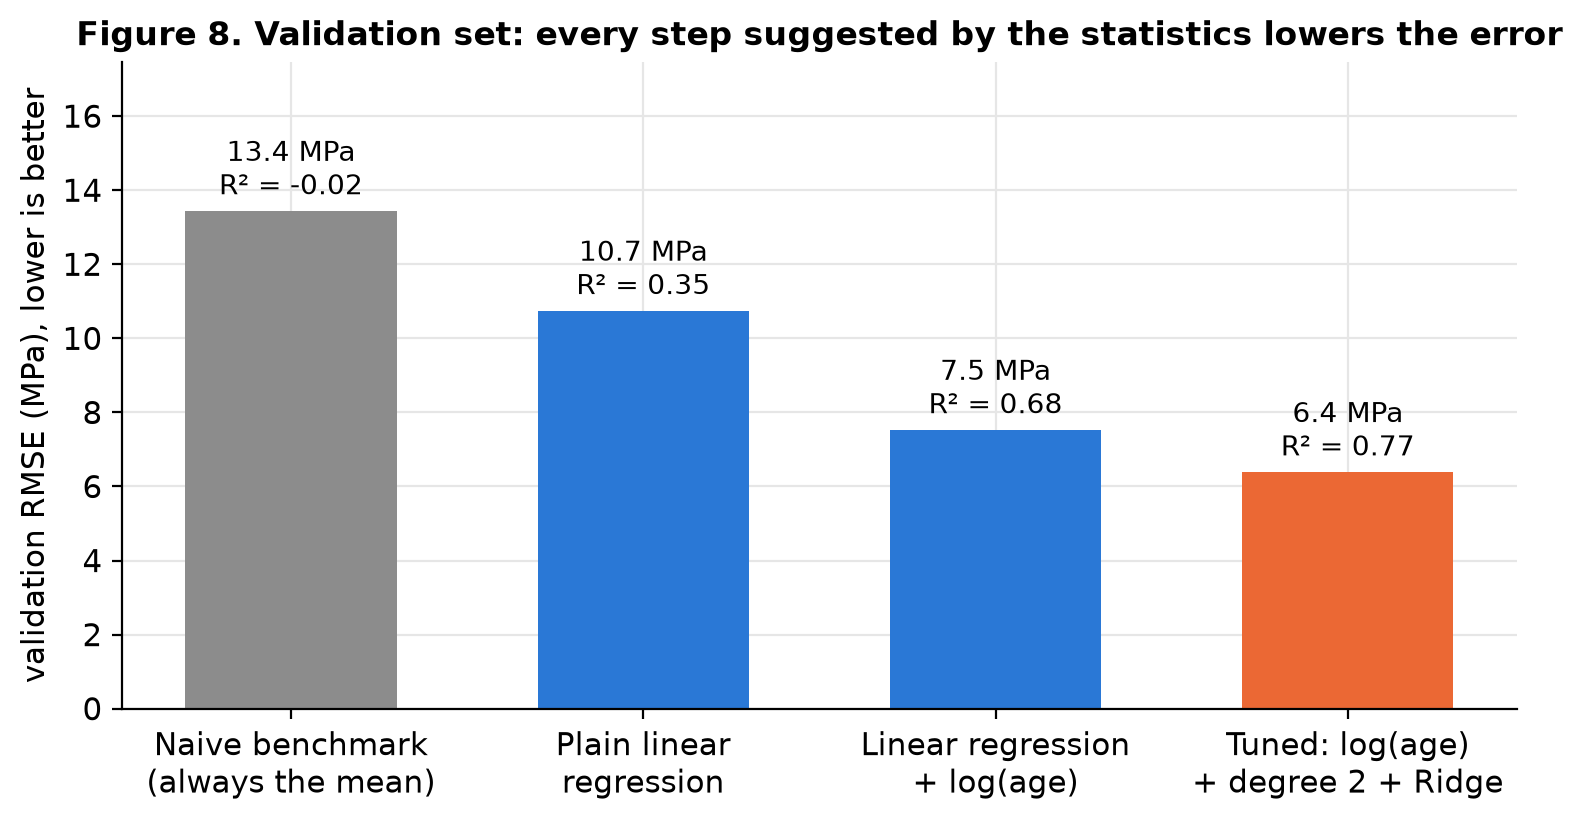 Figure 8. Validation set: every step suggested by the statistics lowers the error
validation RMSE (MPa), lower is better
16
14
12
10
8
6
4
2
0
13.4 MPa
R² = -0.02
10.7 MPa
R² = 0.35
7.5 MPa
R² = 0.68
6.4 MPa
R² = 0.77
Naive benchmark
(always the mean)
Plain linear
regression
Linear regression
+ log(age)
Tuned: log(age)
+ degree 2 + Ridge